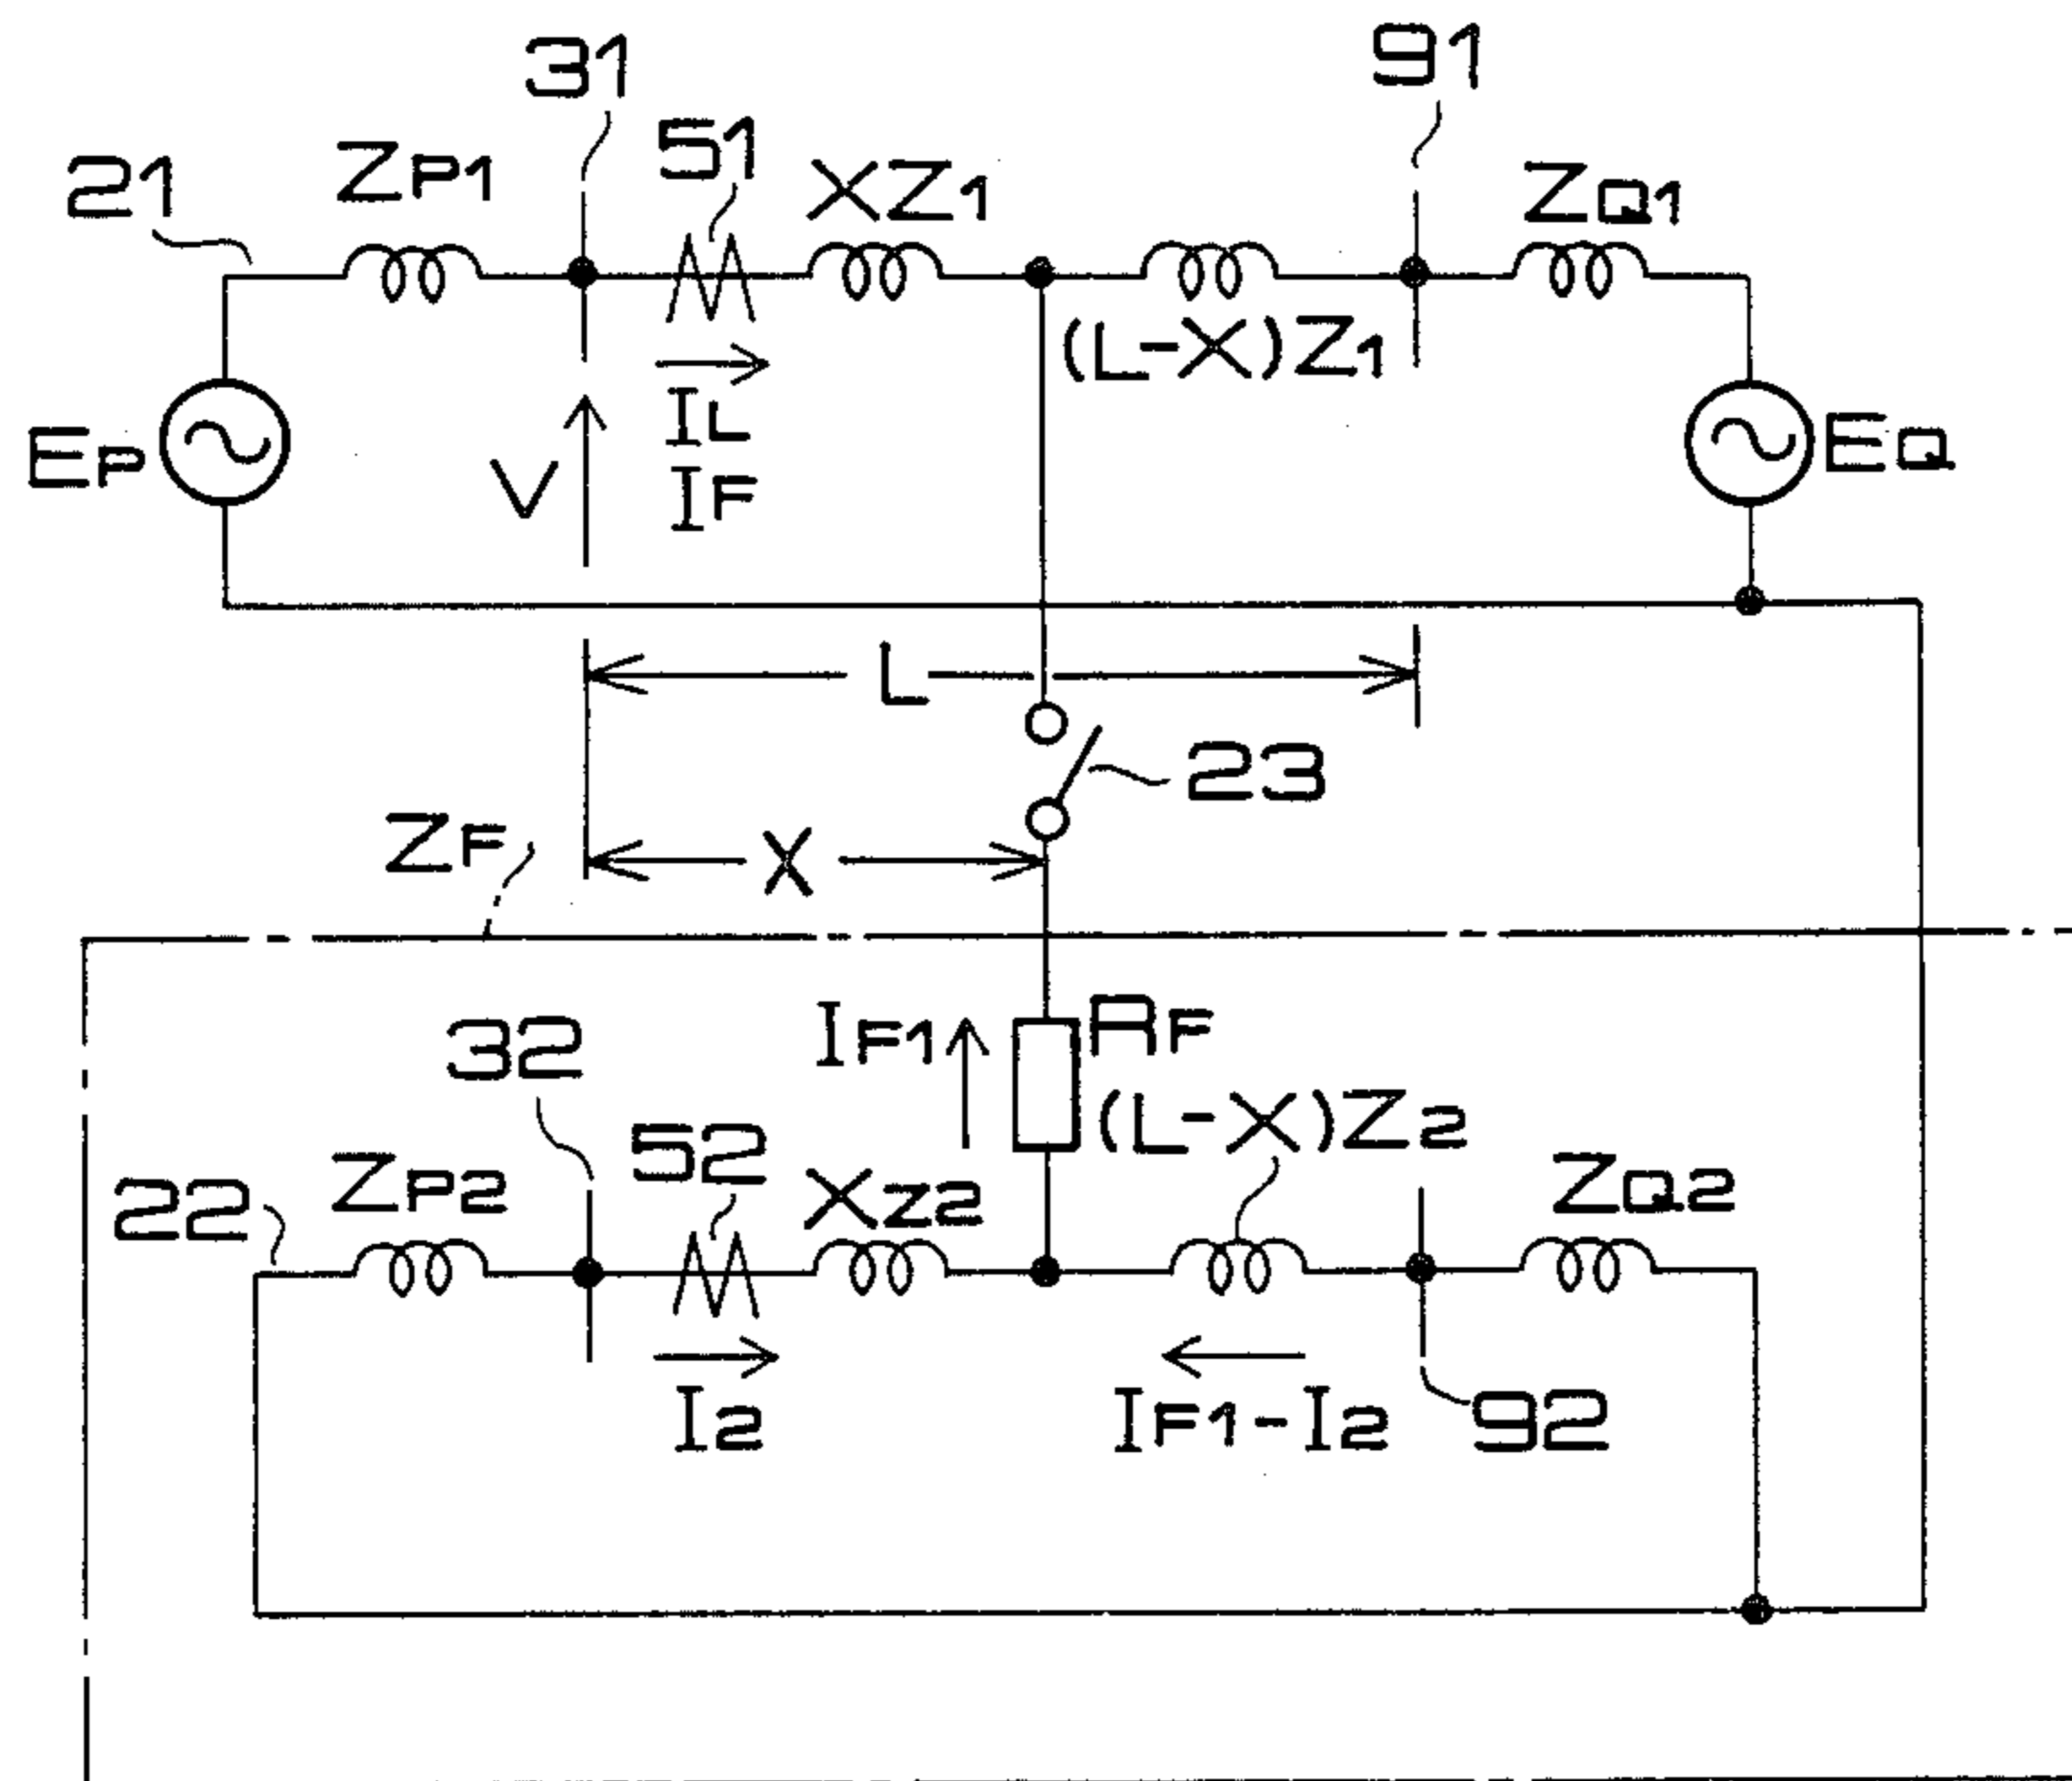 31
91
51
21
ZP1
XZ1
ZQ1
(L-X)Z1
IL
EP
V
IF
EQ
L
23
ZF
X
IF1
RF
32
(L-X)Z2
52
ZP2
XZ2
ZQ2
22
I2
IF1-I2
92